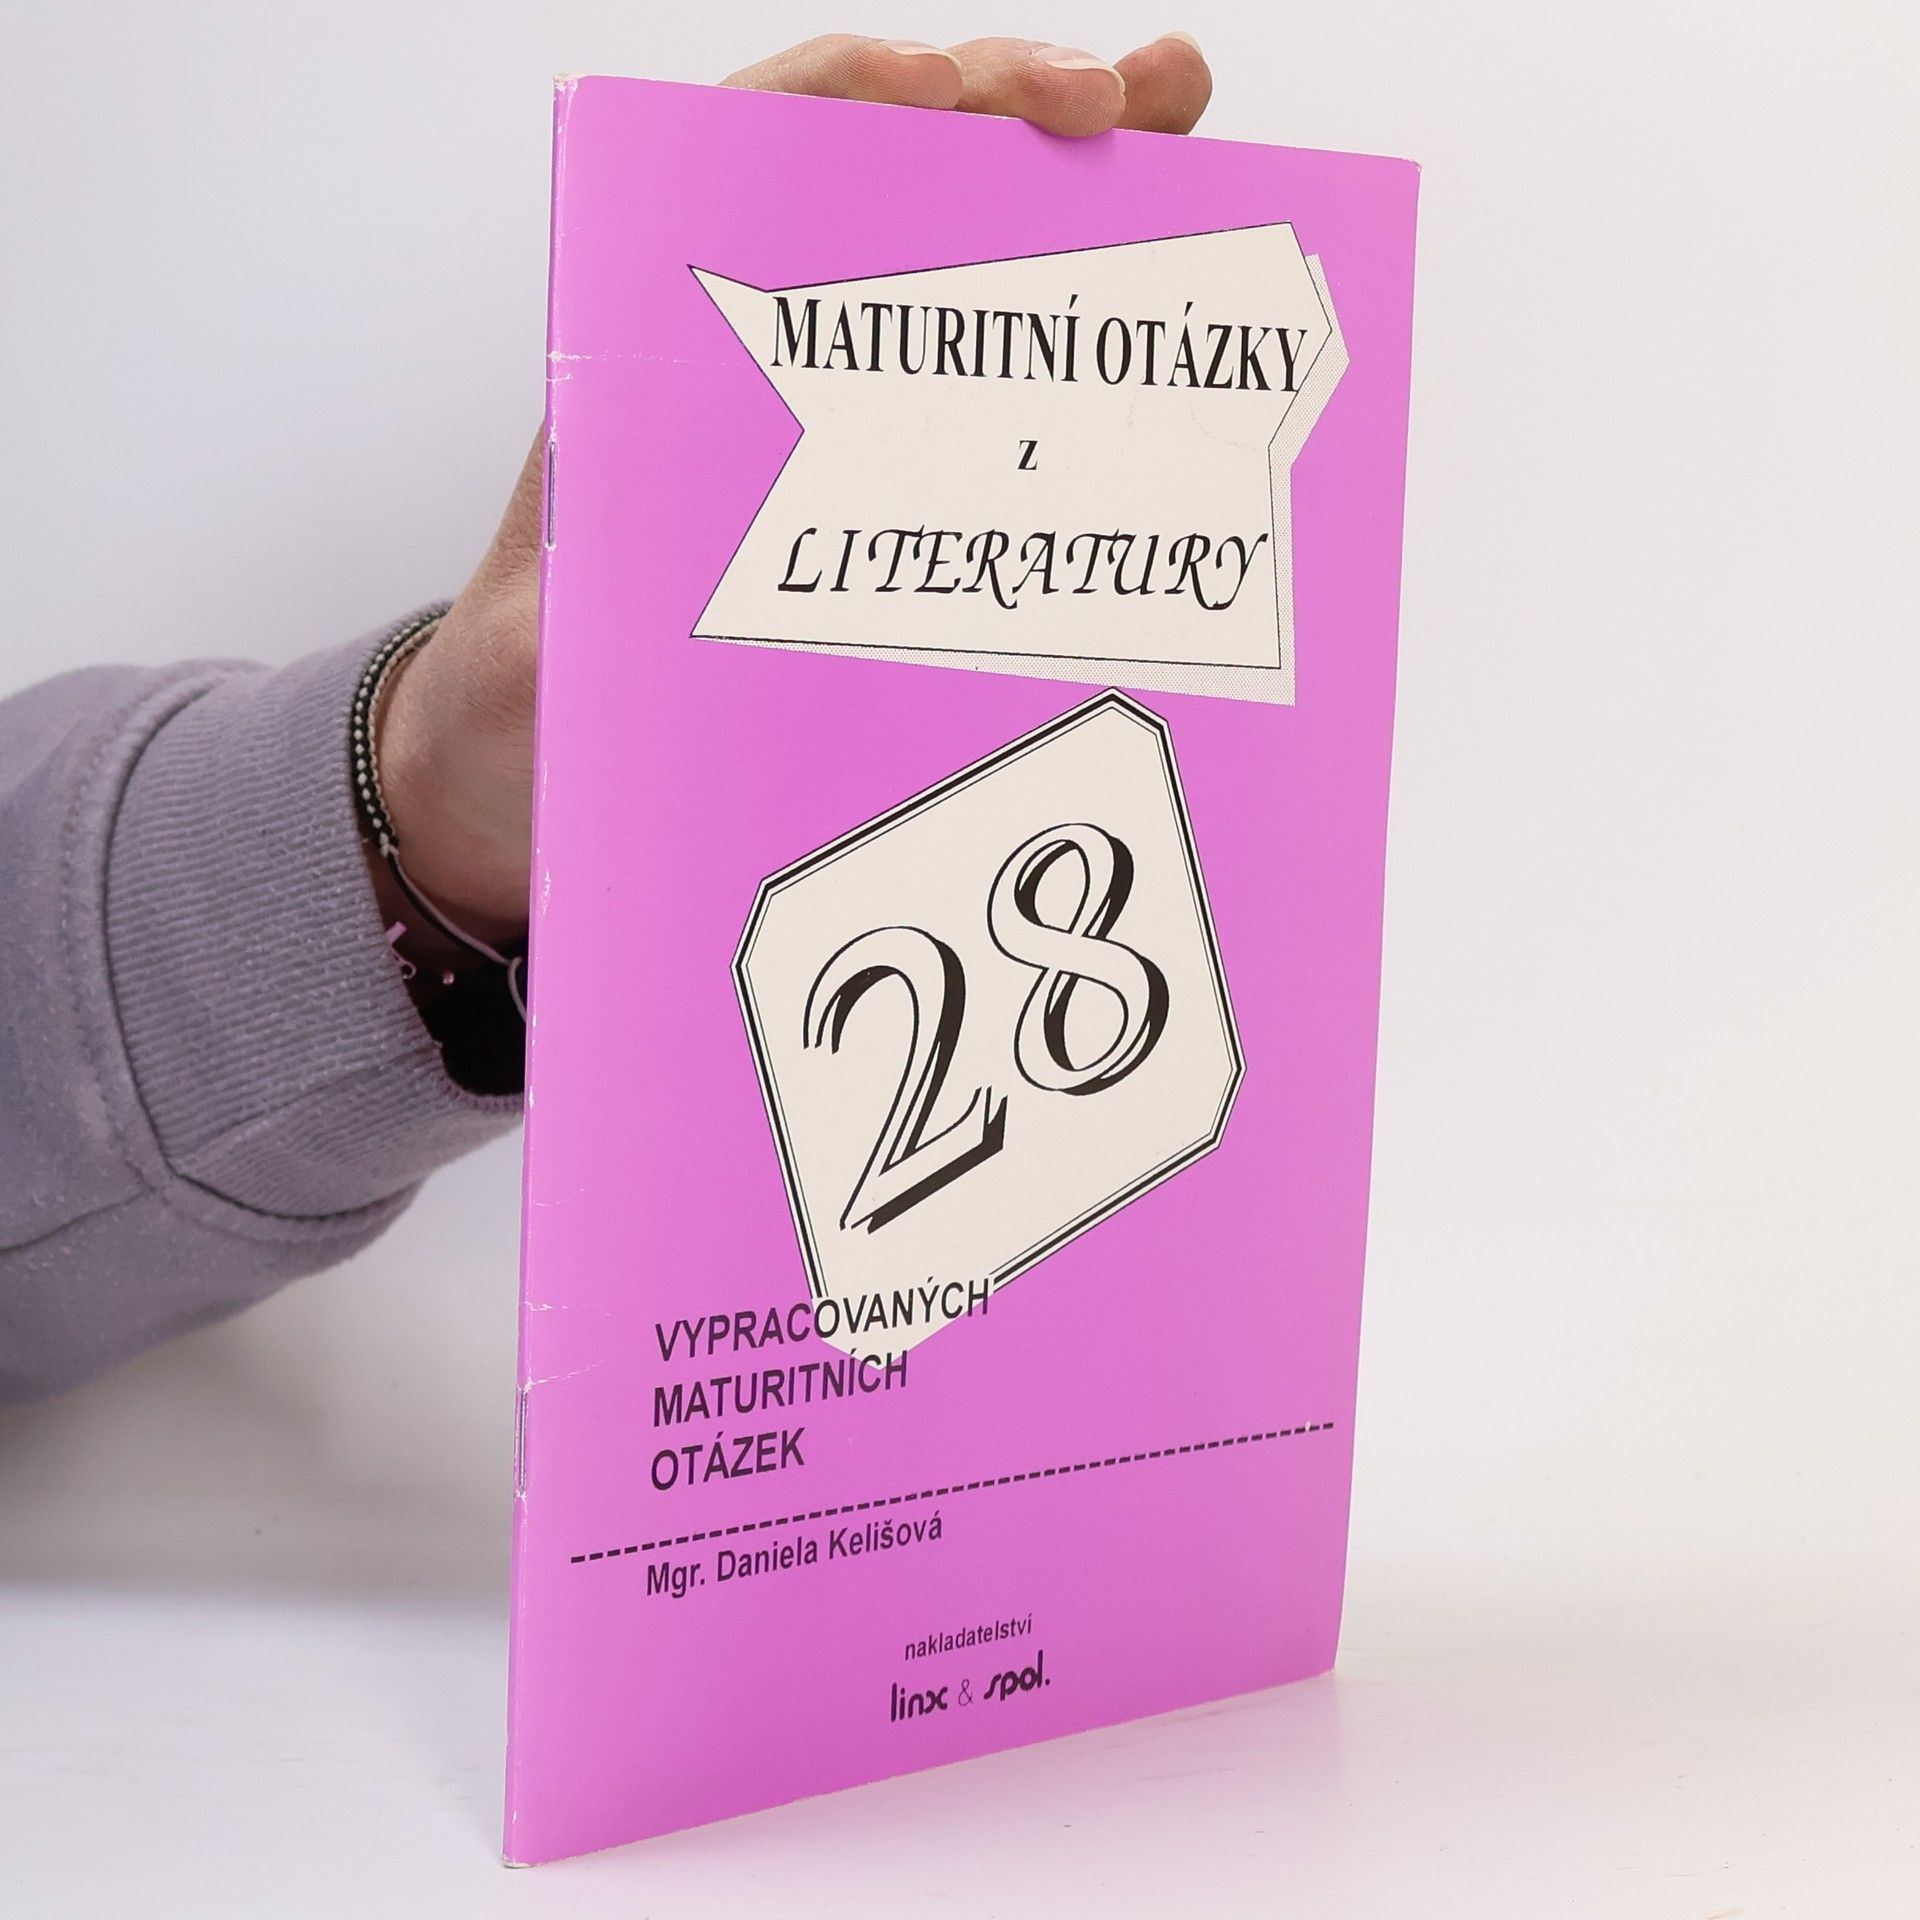 MATURITNÍ OTÁZKY
z
LITERATURY
28
VYPRACOVANÝCH
MATURITNÍCH
OTÁZEK
Mgr. Daniela Kelišová
nakladatelství
linx & spol.